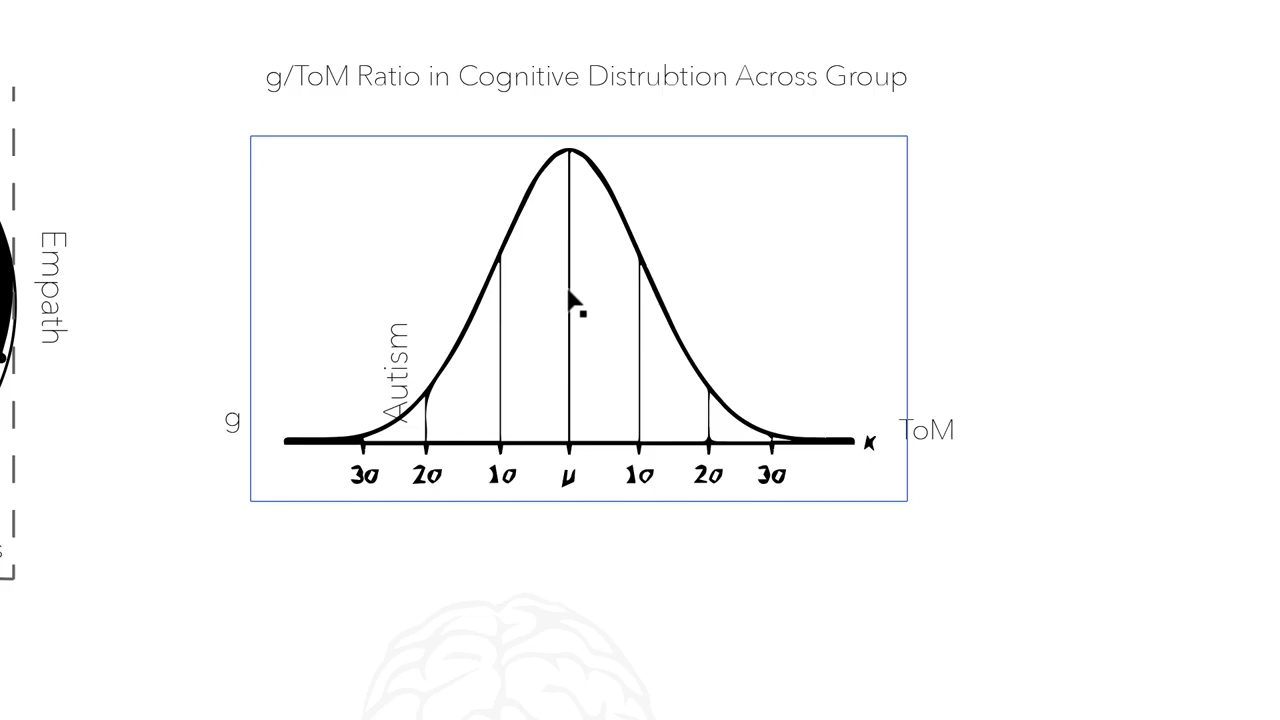 g/ToM Ratio in Cognitive Distrubtion Across Group
Empath
Autism
g
ToM
x
3σ 2σ 1σ μ 1σ 2σ 3σ
s